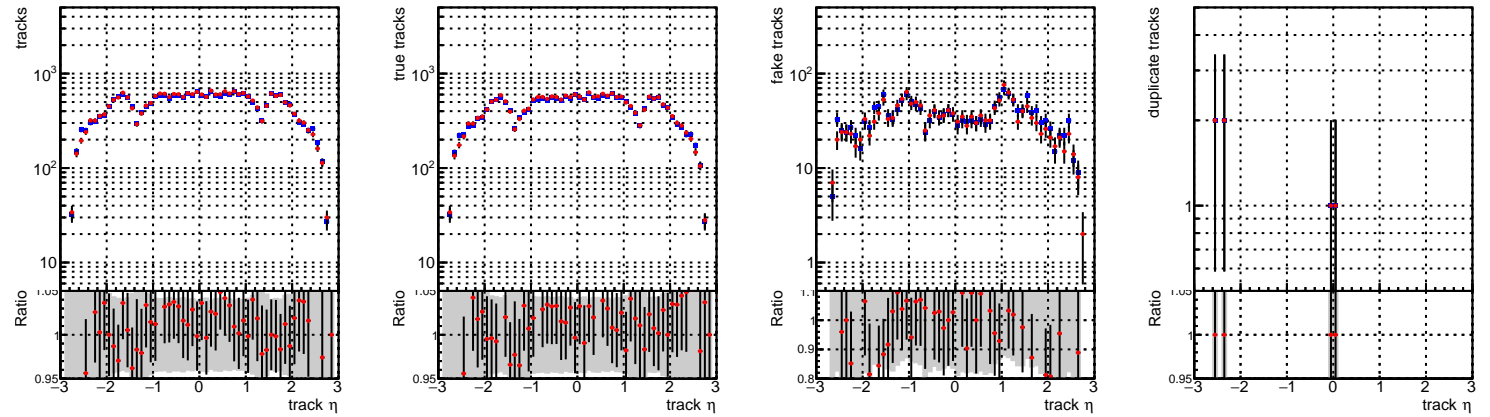 tracks
10³
10²
10
Ratio
1.05
1
0.95
−3 −2 −1 0 1 2 3
track η
true tracks
10³
10²
10
Ratio
1.05
1
0.95
−3 −2 −1 0 1 2 3
track η
fake tracks
10²
10
1
Ratio
1.1
1
0.9
0.8
−3 −2 −1 0 1 2 3
track η
duplicate tracks
1
Ratio
1.05
1
0.95
−3 −2 −1 0 1 2 3
track η